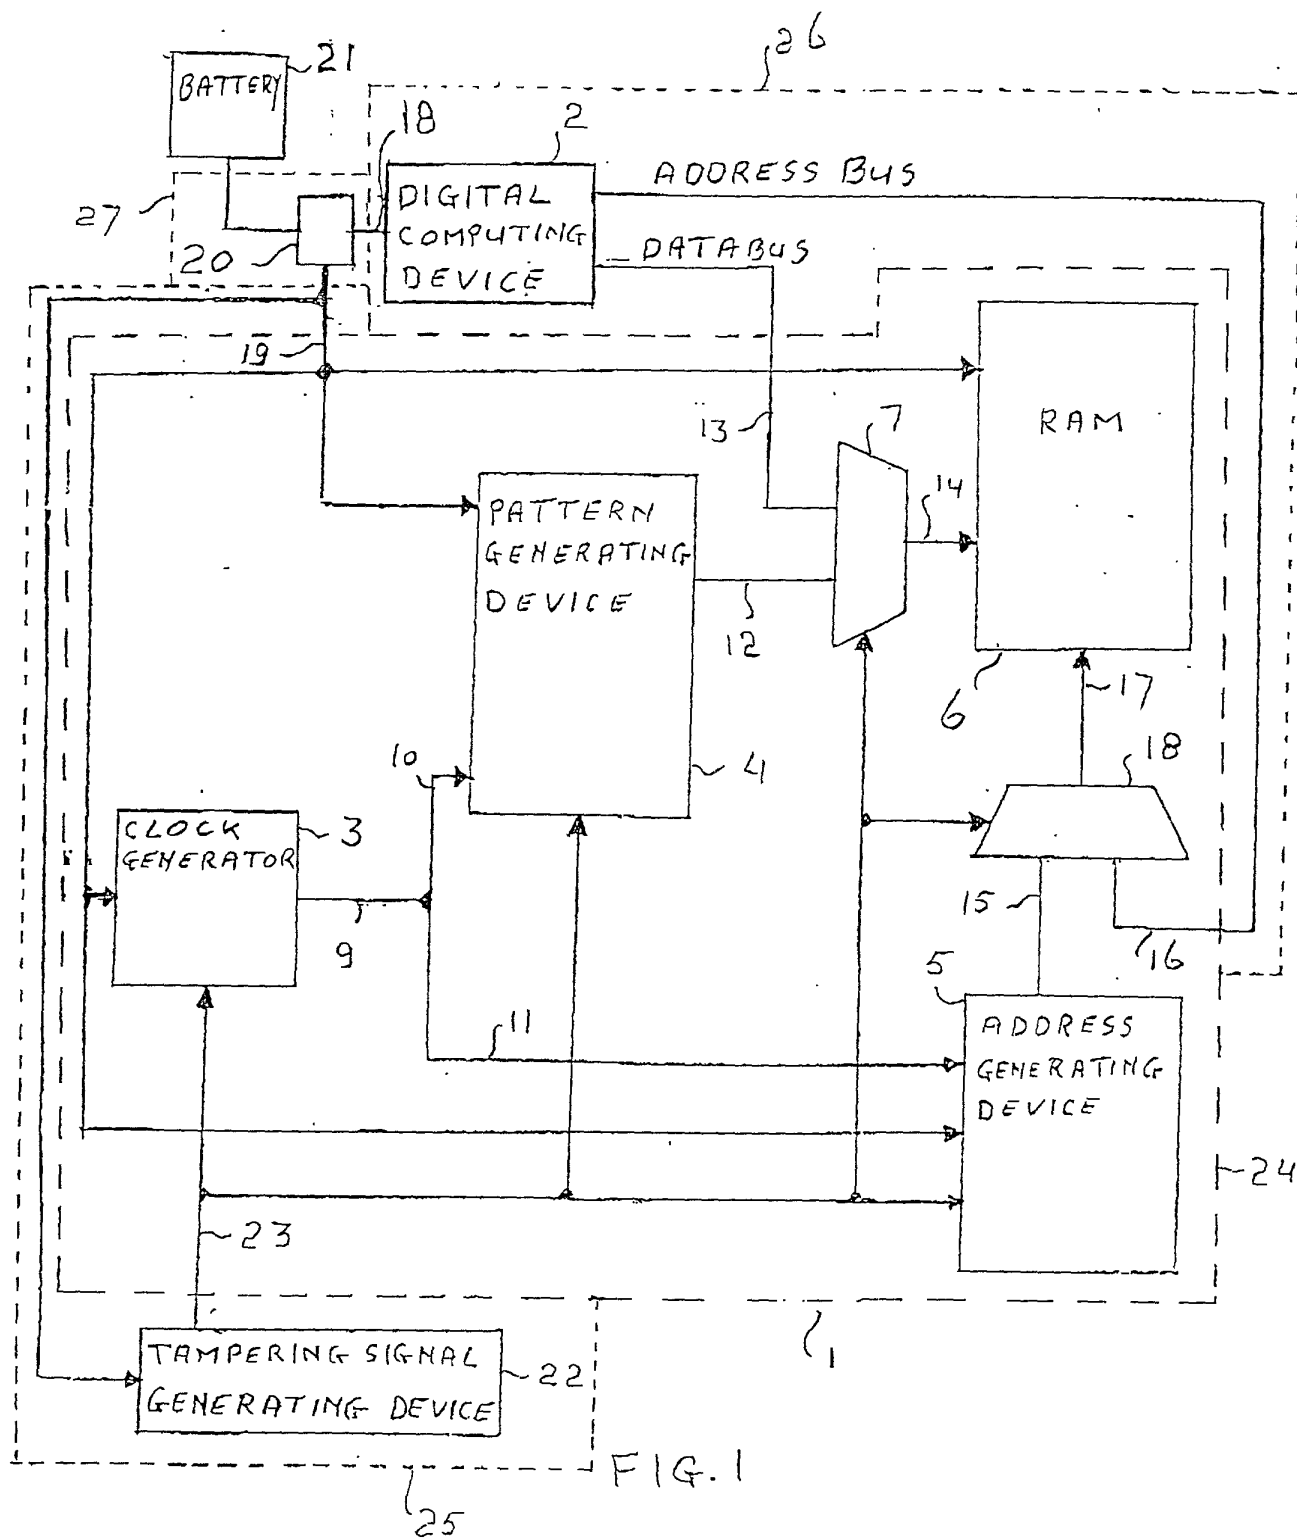 26
21
BATTERY
18
2
ADDRESS BUS
DIGITAL
COMPUTING
DEVICE
27
20
DATABUS
19
RAM
7
13
14
PATTERN
GENERATING
DEVICE
12
6
17
10
4
18
CLOCK
GENERATOR
3
15
9
16
5
11
ADDRESS
GENERATING
DEVICE
24
23
1
TAMPERING SIGNAL
GENERATING DEVICE
22
FIG. 1
25